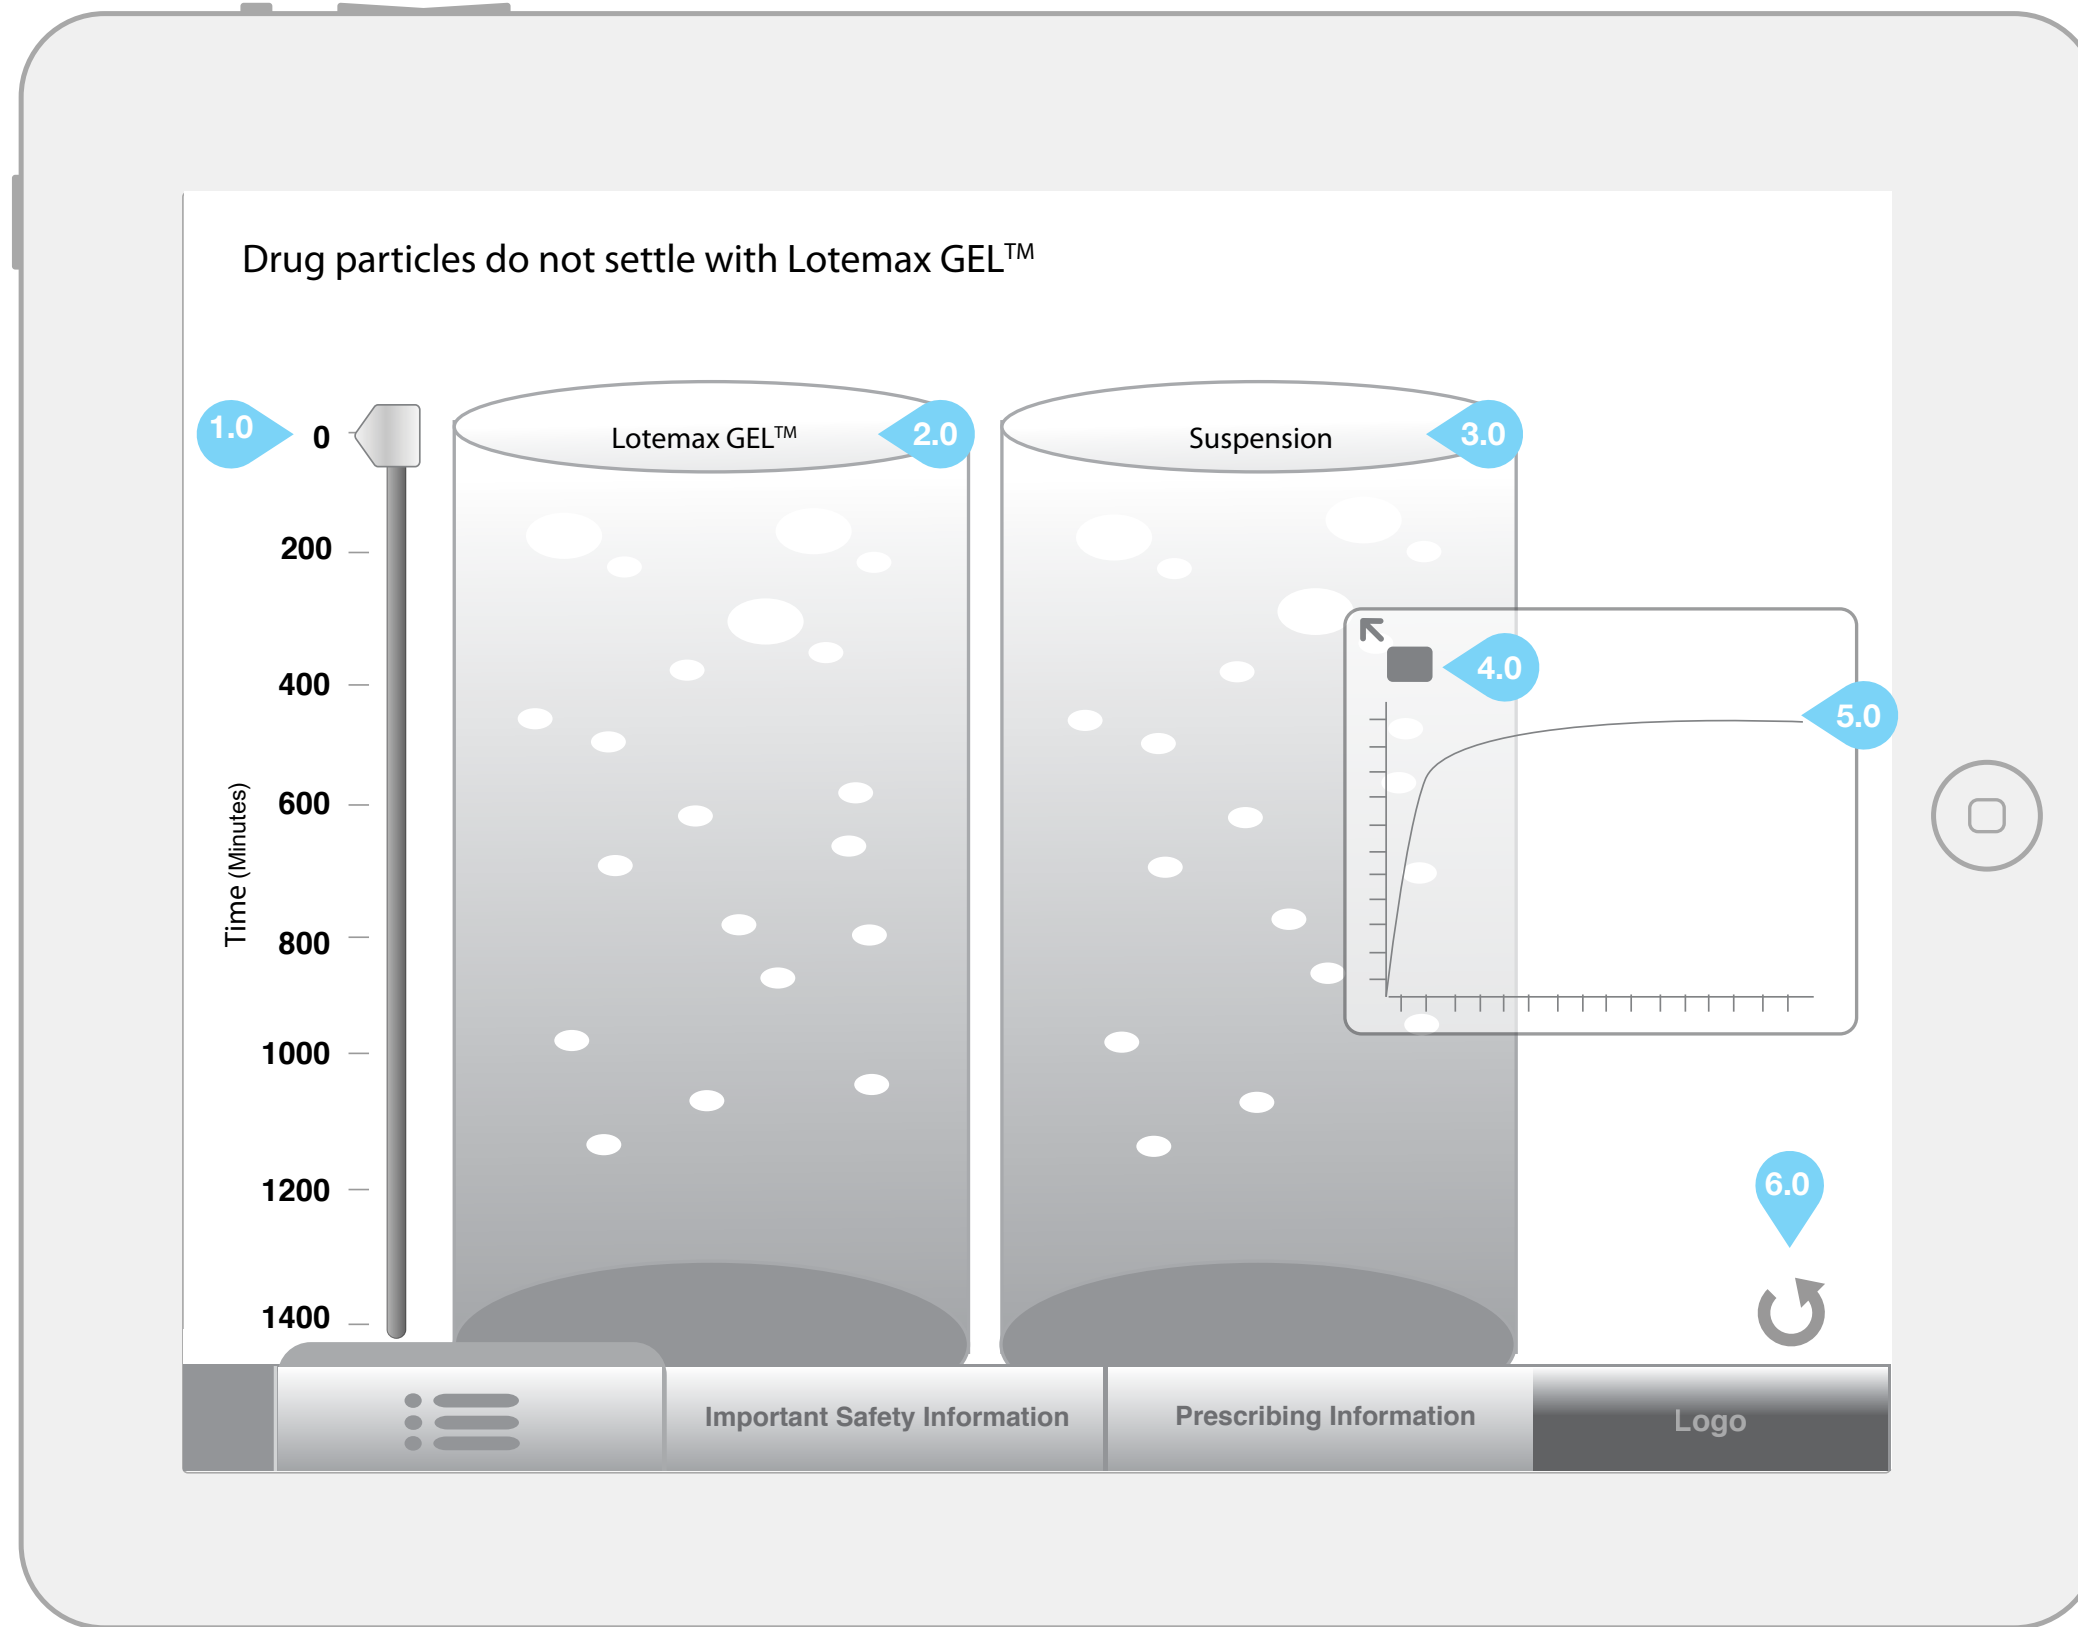 Drug particles do not settle with Lotemax GEL™
1.0
0
Lotemax GEL™
2.0
Suspension
3.0
200
400
4.0
5.0
Time (Minutes)
600
800
1000
1200
6.0
1400
Important Safety Information
Prescribing Information
Logo